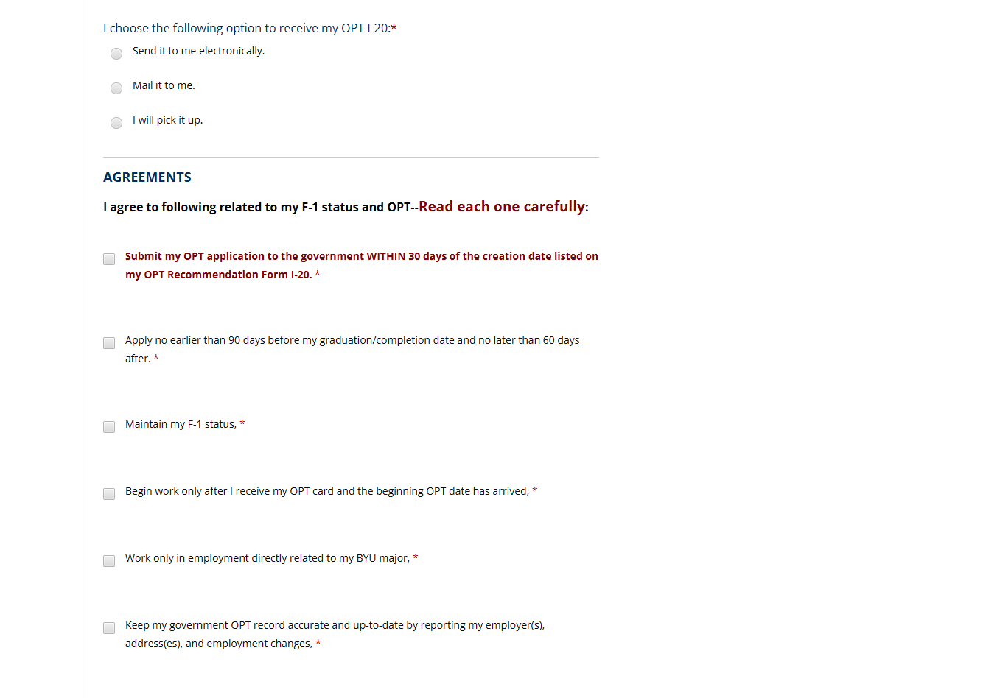 I choose the following option to receive my OPT I-20:*
Send it to me electronically.
Mail it to me.
I will pick it up.
AGREEMENTS
I agree to following related to my F-1 status and OPT--Read each one carefully:
Submit my OPT application to the government WITHIN 30 days of the creation date listed on
my OPT Recommendation Form I-20. *
Apply no earlier than 90 days before my graduation/completion date and no later than 60 days
after. *
Maintain my F-1 status, *
Begin work only after I receive my OPT card and the beginning OPT date has arrived, *
Work only in employment directly related to my BYU major, *
Keep my government OPT record accurate and up-to-date by reporting my employer(s),
address(es), and employment changes, *